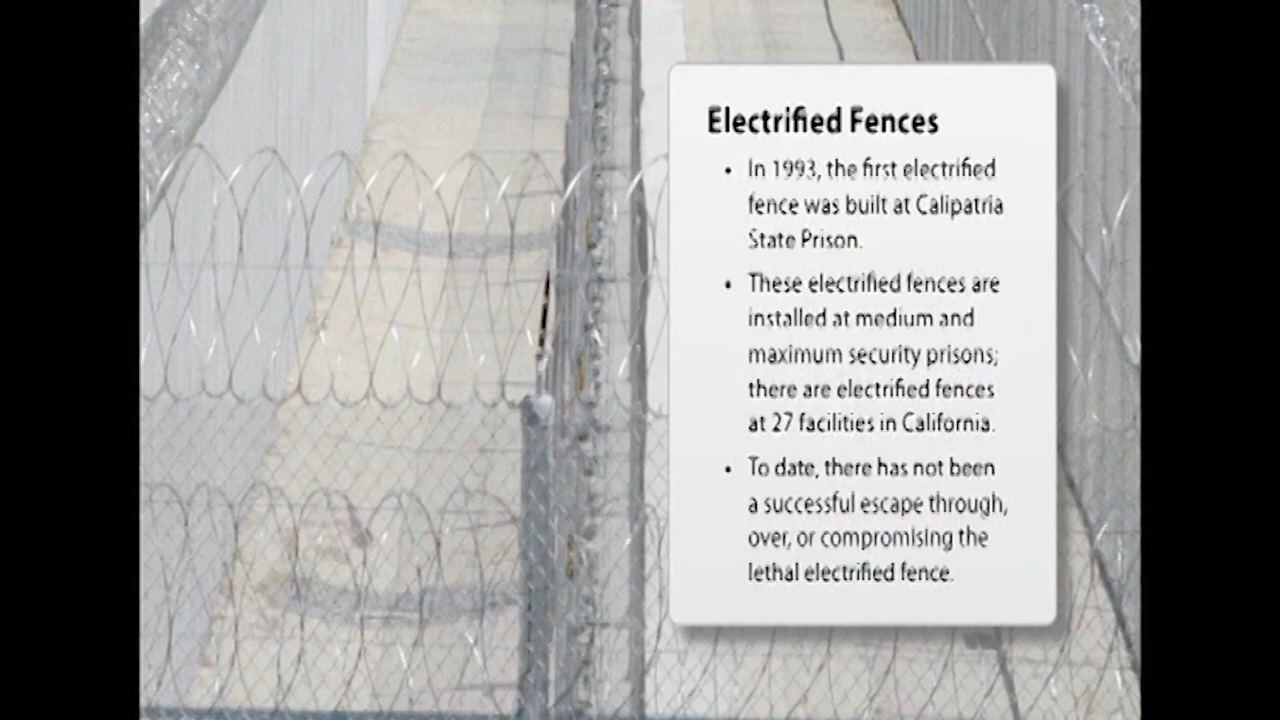 Electrified Fences
• In 1993, the first electrified
fence was built at Calipatria
State Prison.
• These electrified fences are
installed at medium and
maximum security prisons;
there are electrified fences
at 27 facilities in California.
• To date, there has not been
a successful escape through,
over, or compromising the
lethal electrified fence.